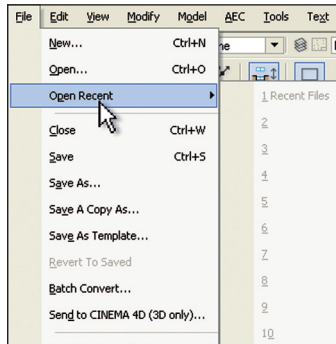 File Edit View Modify Model AEC Tools Text
New... Ctrl+N
Open... Ctrl+O
Open Recent
1 Recent Files
Close Ctrl+W
2
Save Ctrl+S
3
Save As...
4
Save A Copy As...
5
Save As Template...
6
Revert To Saved
7
Batch Convert...
8
Send to CINEMA 4D (3D only)...
9
10